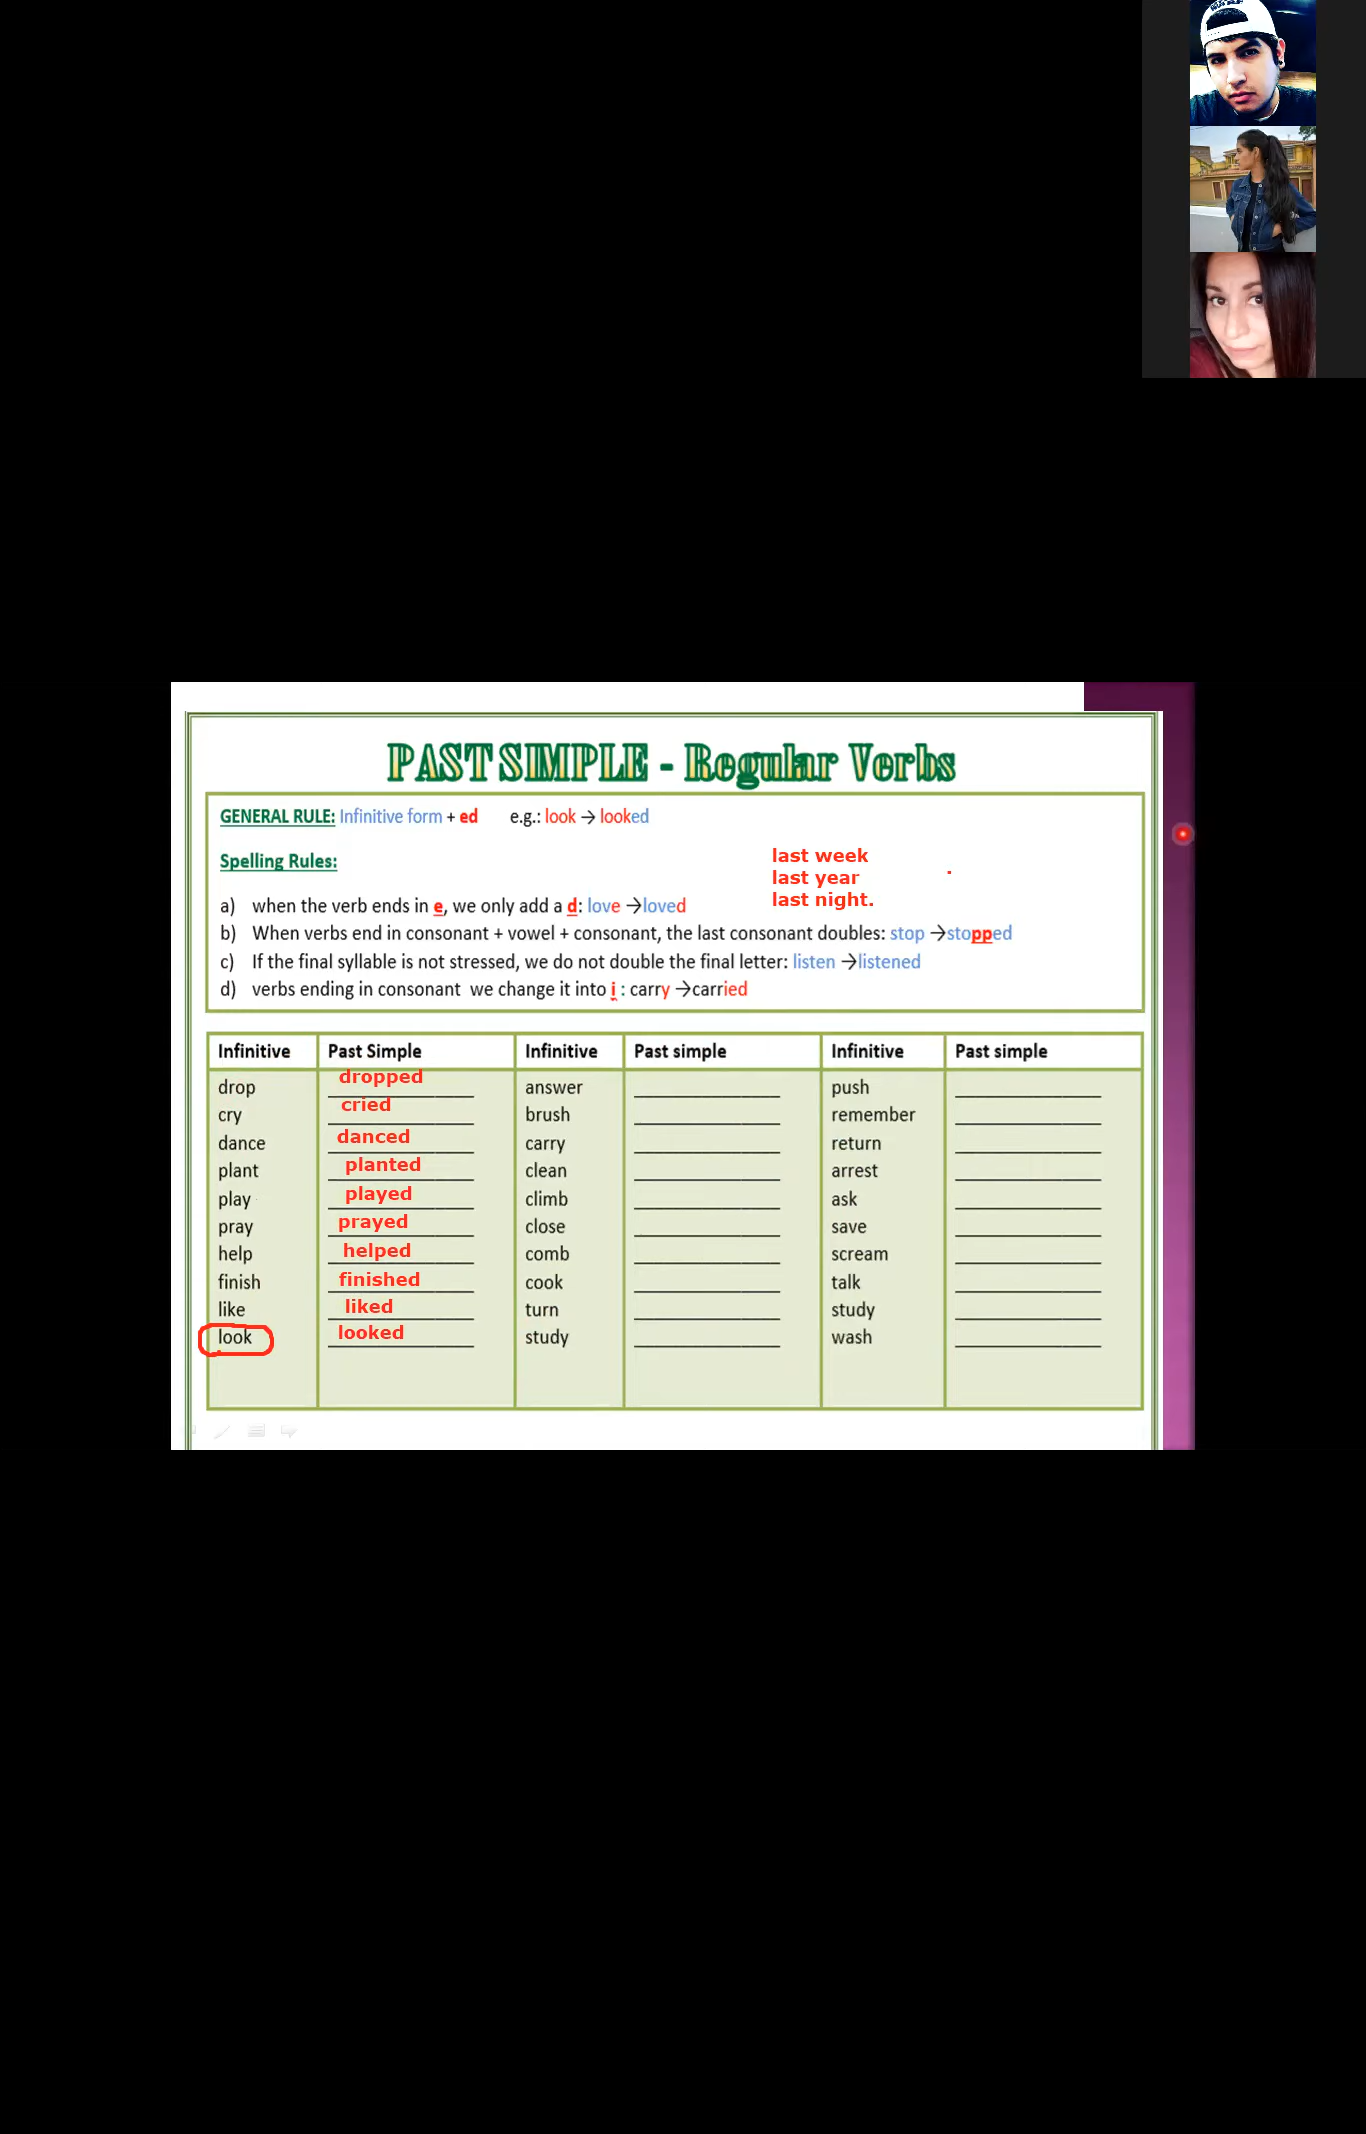 PAST SIMPLE - Regular Verbs
GENERAL RULE: Infinitive form + ed e.g.: look → looked
Spelling Rules:
last week
last year
last night.
a) when the verb ends in e, we only add a d: love →loved
b) When verbs end in consonant + vowel + consonant, the last consonant doubles: stop →stopped
c) If the final syllable is not stressed, we do not double the final letter: listen →listened
d) verbs ending in consonant we change it into i : carry →carried
Infinitive Past Simple Infinitive Past simple Infinitive Past simple
drop dropped answer push
cry cried brush remember
dance danced carry return
plant planted clean arrest
play played climb ask
pray prayed close save
help helped comb scream
finish finished cook talk
like liked turn study
look looked study wash